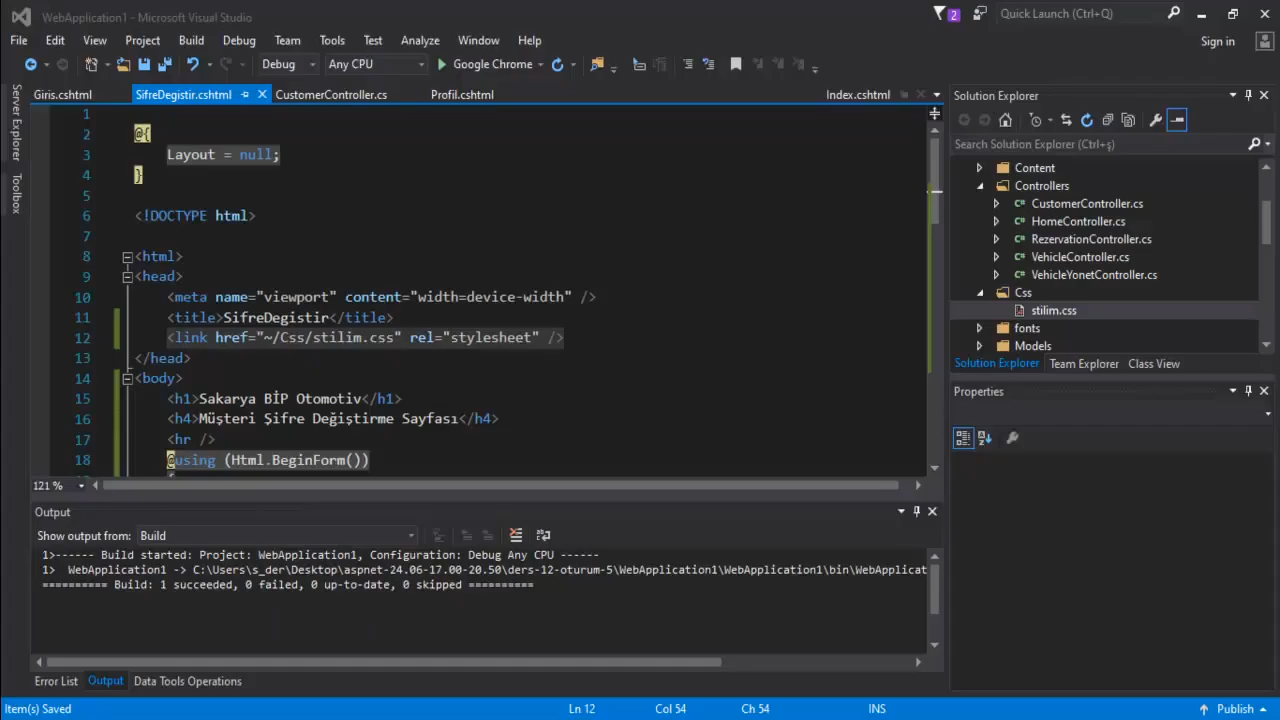 WebApplication1 - Microsoft Visual Studio
2
Quick Launch (Ctrl+Q)
File Edit View Project Build Debug Team Tools Test Analyze Window Help
Sign in
Debug Any CPU Google Chrome
Giris.cshtml SifreDegistir.cshtml CustomerController.cs Profil.cshtml Index.cshtml
Server Explorer
Toolbox
1
2 @{
3 Layout = null;
4 }
5
6 <!DOCTYPE html>
7
8 <html>
9 <head>
10 <meta name="viewport" content="width=device-width" />
11 <title>SifreDegistir</title>
12 <link href="~/Css/stilim.css" rel="stylesheet" />
13 </head>
14 <body>
15 <h1>Sakarya BİP Otomotiv</h1>
16 <h4>Müşteri Şifre Değiştirme Sayfası</h4>
17 <hr />
18 @using (Html.BeginForm())
121 %
Output
Show output from: Build
1>------ Build started: Project: WebApplication1, Configuration: Debug Any CPU ------
1> WebApplication1 -> C:\Users\s_der\Desktop\aspnet-24.06-17.00-20.50\ders-12-oturum-5\WebApplication1\WebApplication1\bin\WebApplicat
========== Build: 1 succeeded, 0 failed, 0 up-to-date, 0 skipped ==========
Error List Output Data Tools Operations
Solution Explorer
Search Solution Explorer (Ctrl+ş)
Content
Controllers
C# CustomerController.cs
C# HomeController.cs
C# RezervationController.cs
C# VehicleController.cs
C# VehicleYonetController.cs
Css
stilim.css
fonts
Models
Solution Explorer Team Explorer Class View
Properties
Item(s) Saved Ln 12 Col 54 Ch 54 INS Publish